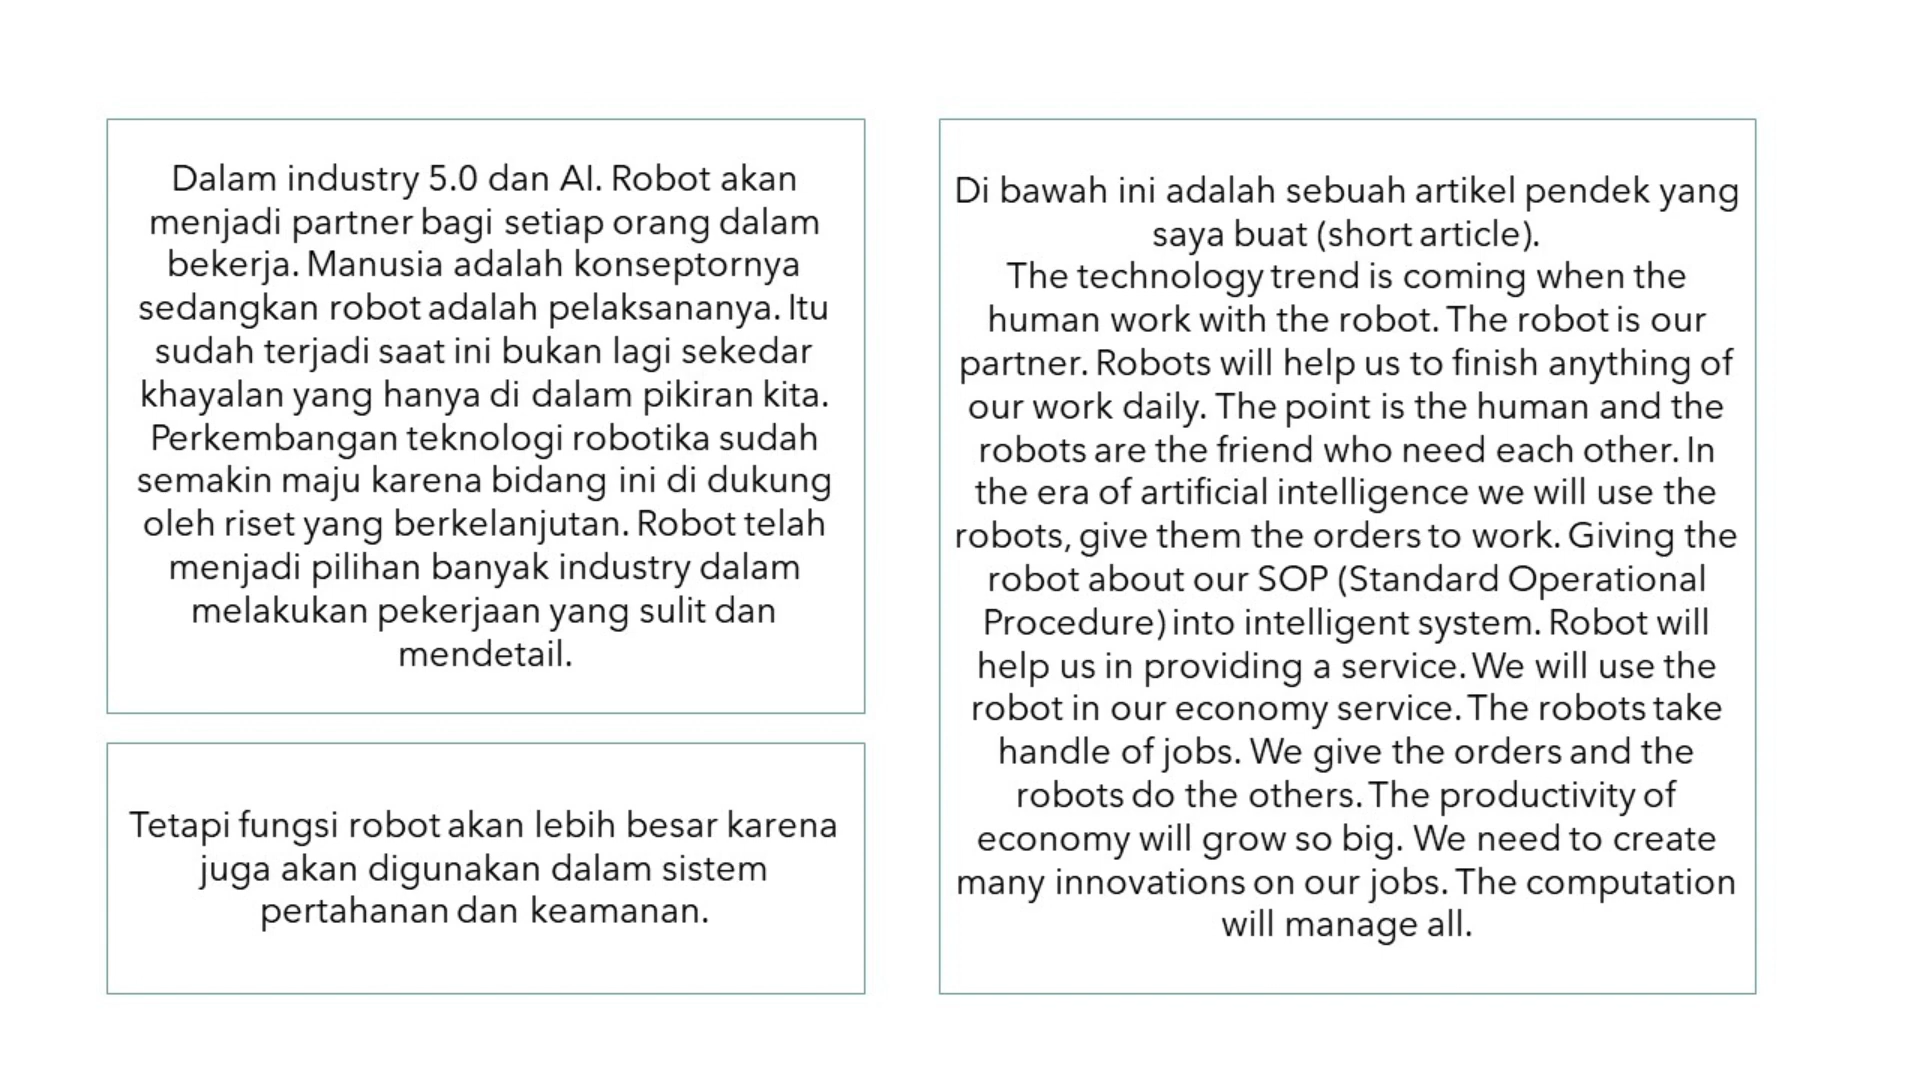 Dalam industry 5.0 dan AI. Robot akan
menjadi partner bagi setiap orang dalam
bekerja. Manusia adalah konseptornya
sedangkan robot adalah pelaksananya. Itu
sudah terjadi saat ini bukan lagi sekedar
khayalan yang hanya di dalam pikiran kita.
Perkembangan teknologi robotika sudah
semakin maju karena bidang ini di dukung
oleh riset yang berkelanjutan. Robot telah
menjadi pilihan banyak industry dalam
melakukan pekerjaan yang sulit dan
mendetail.
Tetapi fungsi robot akan lebih besar karena
juga akan digunakan dalam sistem
pertahanan dan keamanan.
Di bawah ini adalah sebuah artikel pendek yang
saya buat (short article).
The technology trend is coming when the
human work with the robot. The robot is our
partner. Robots will help us to finish anything of
our work daily. The point is the human and the
robots are the friend who need each other. In
the era of artificial intelligence we will use the
robots, give them the orders to work. Giving the
robot about our SOP (Standard Operational
Procedure) into intelligent system. Robot will
help us in providing a service. We will use the
robot in our economy service. The robots take
handle of jobs. We give the orders and the
robots do the others. The productivity of
economy will grow so big. We need to create
many innovations on our jobs. The computation
will manage all.